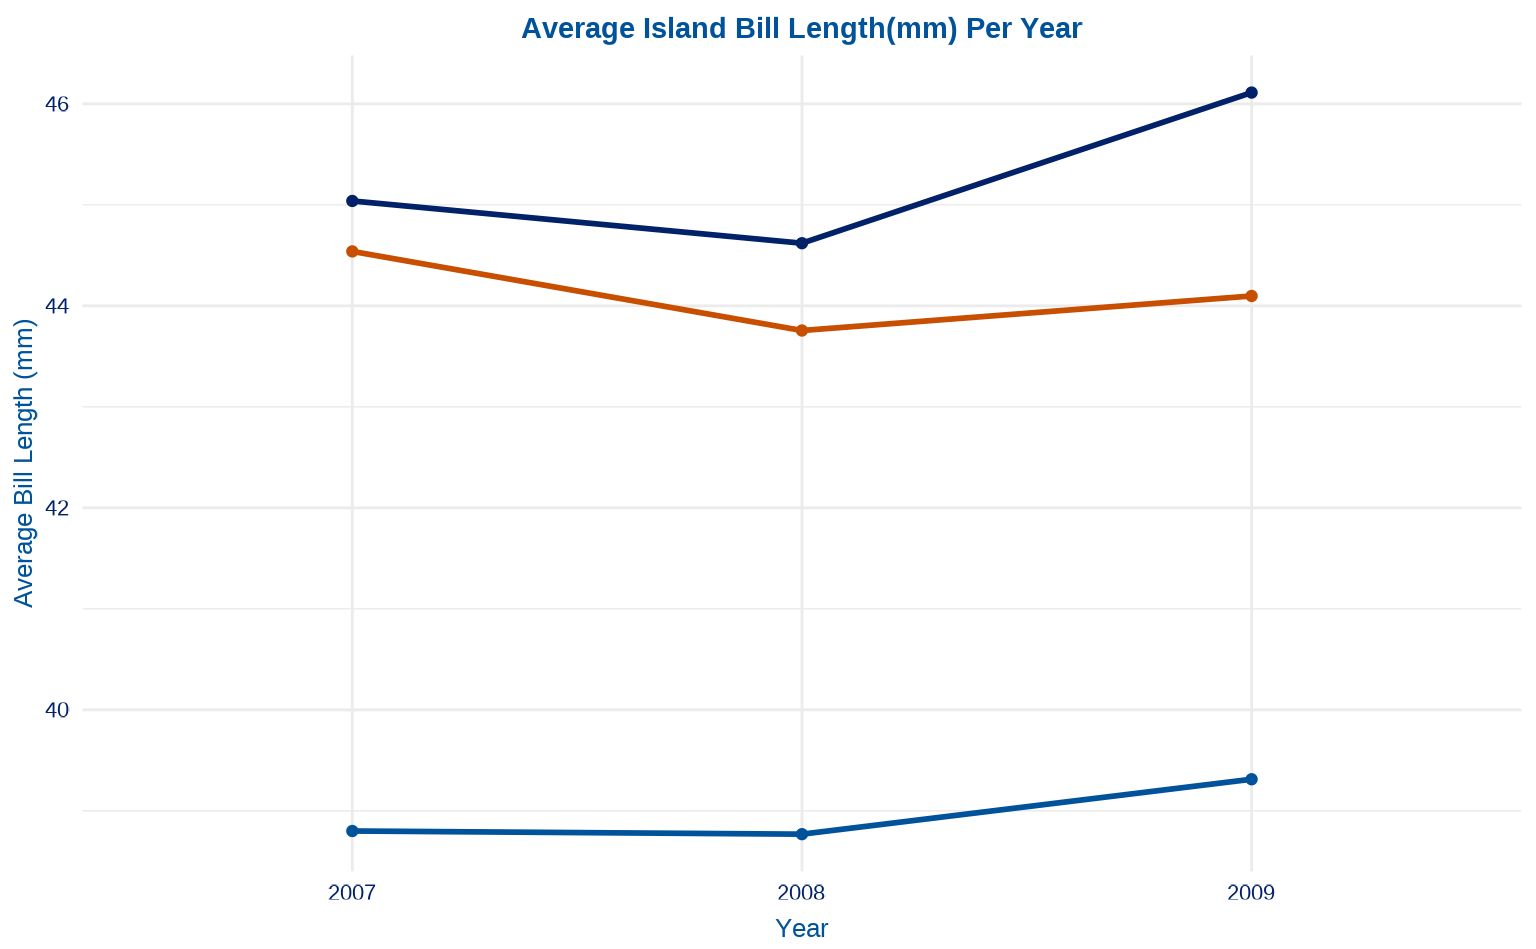 Average Island Bill Length(mm) Per Year
Average Bill Length (mm)
46
44
42
40
2007 2008 2009
Year